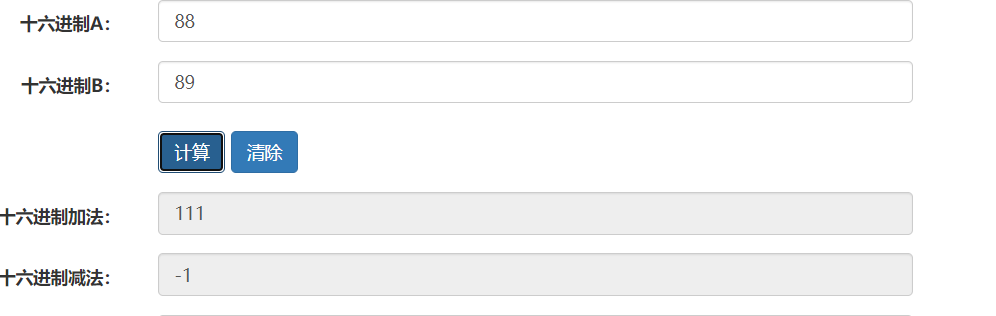 十六进制A： 88
十六进制B： 89
计算 清除
十六进制加法： 111
十六进制减法： -1